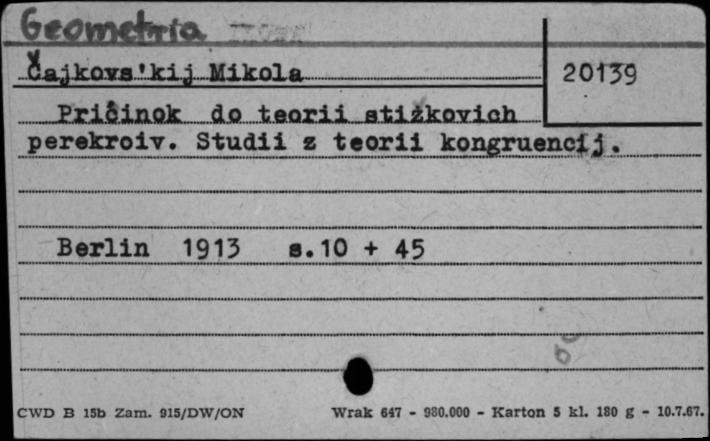 Geometria
Čajkovs'kij Mikola
20139
Pričinok do teorii stižkovich
perekroiv. Studii z teorii kongruencij.
Berlin 1913 s.10 + 45
CWD B 15b Zam. 915/DW/ON
Wrak 647 - 980.000 - Karton 5 kl. 180 g - 10.7.67.